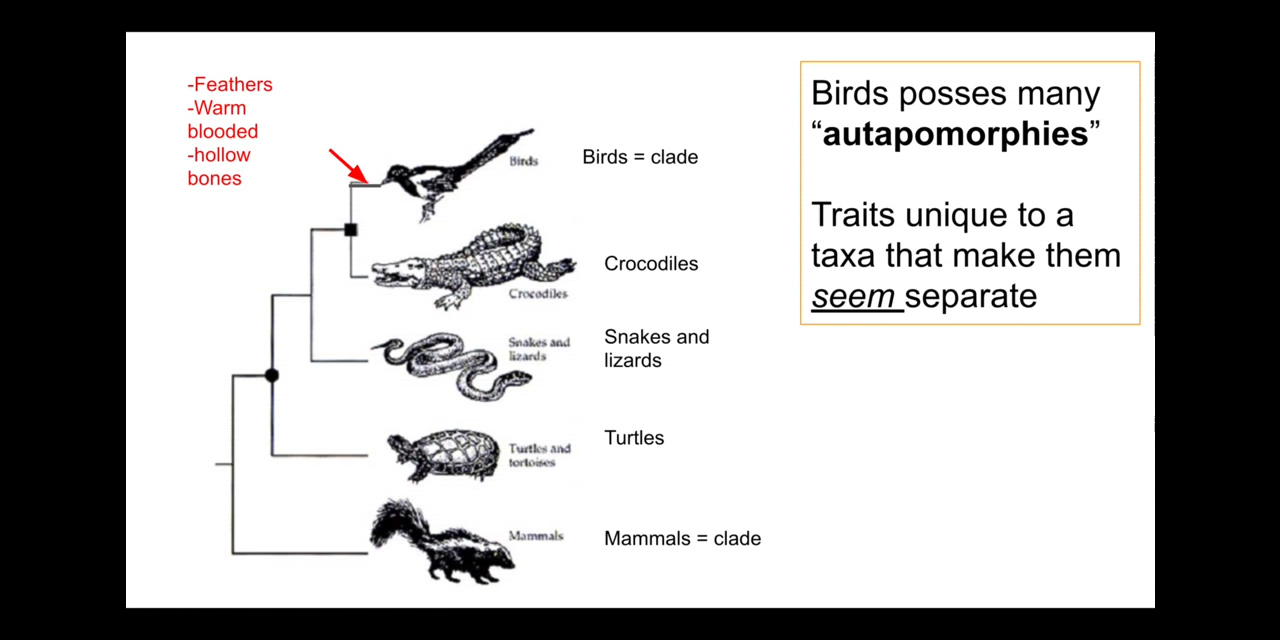 -Feathers
-Warm
blooded
-hollow
bones
Birds
Birds = clade
Crocodiles
Crocodiles
Snakes and
lizards
Snakes and
lizards
Turtles and
tortoises
Turtles
Mammals
Mammals = clade
Birds posses many
“autapomorphies”
Traits unique to a
taxa that make them
seem separate